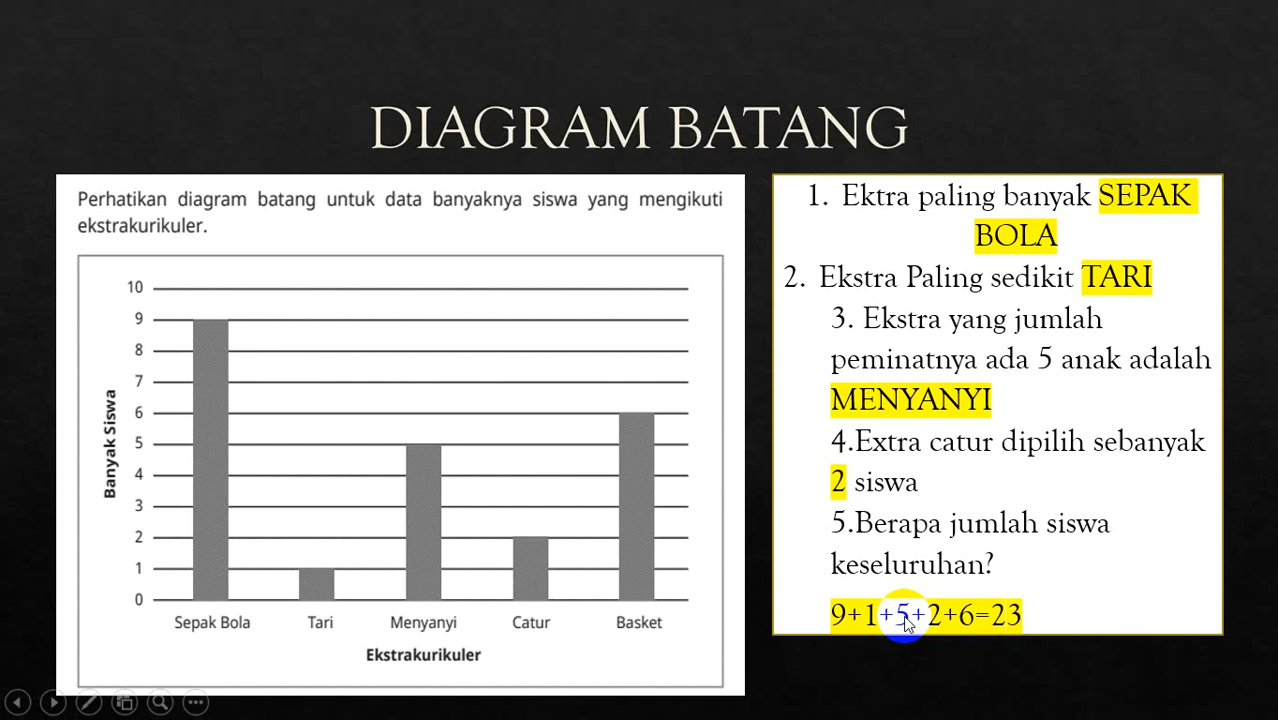 DIAGRAM BATANG
Perhatikan diagram batang untuk data banyaknya siswa yang mengikuti
ekstrakurikuler.
Banyak Siswa
10
9
8
7
6
5
4
3
2
1
0
Sepak Bola Tari Menyanyi Catur Basket
Ekstrakurikuler
1. Ektra paling banyak SEPAK
BOLA
2. Ekstra Paling sedikit TARI
3. Ekstra yang jumlah
peminatnya ada 5 anak adalah
MENYANYI
4.Extra catur dipilih sebanyak
2 siswa
5.Berapa jumlah siswa
keseluruhan?
9+1+5+2+6=23